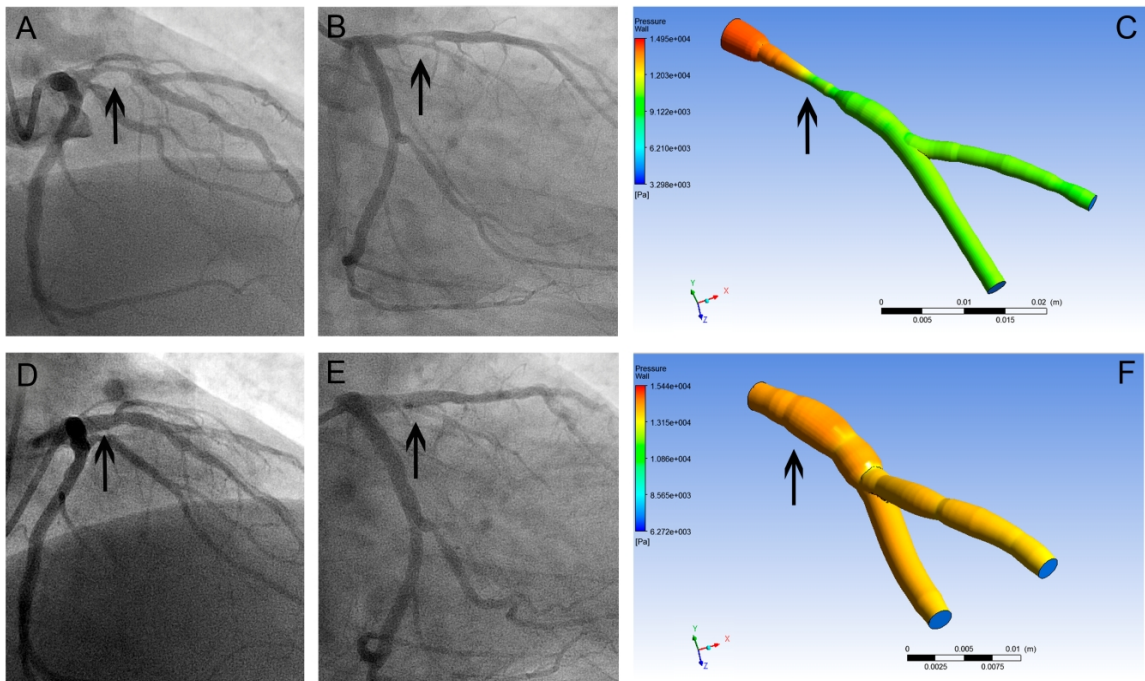 A
B
Pressure
Wall
1.495e+004
1.203e+004
9.122e+003
6.210e+003
3.298e+003
[Pa]
C
Y
X
Z
0 0.01 0.02 (m)
0.005 0.015
D
E
Pressure
Wall
1.544e+004
1.315e+004
1.086e+004
8.565e+003
6.272e+003
[Pa]
F
Y
X
Z
0 0.005 0.01 (m)
0.0025 0.0075